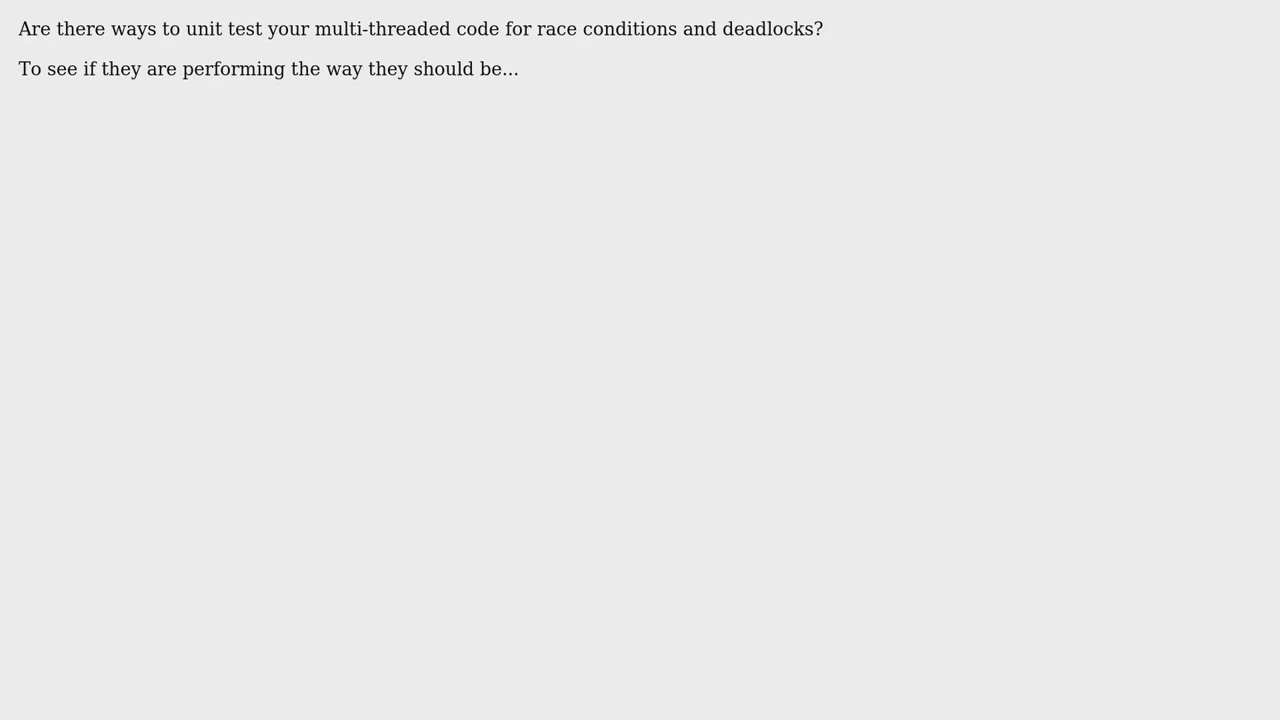 Are there ways to unit test your multi-threaded code for race conditions and deadlocks?
To see if they are performing the way they should be...